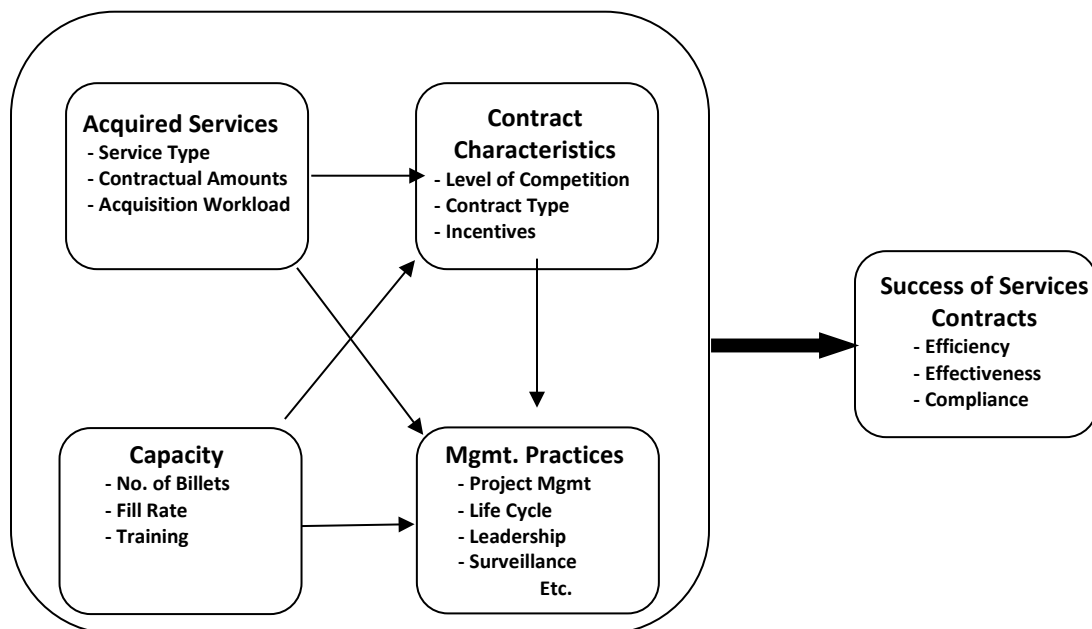 Acquired Services
- Service Type
- Contractual Amounts
- Acquisition Workload
Contract
Characteristics
- Level of Competition
- Contract Type
- Incentives
Capacity
- No. of Billets
- Fill Rate
- Training
Mgmt. Practices
- Project Mgmt
- Life Cycle
- Leadership
- Surveillance
Etc.
Success of Services
Contracts
- Efficiency
- Effectiveness
- Compliance